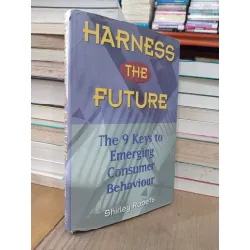 HARNESS
THE
FUTURE
The 9 Keys to
Emerging
Consumer
Behaviour
Shirley Roberts